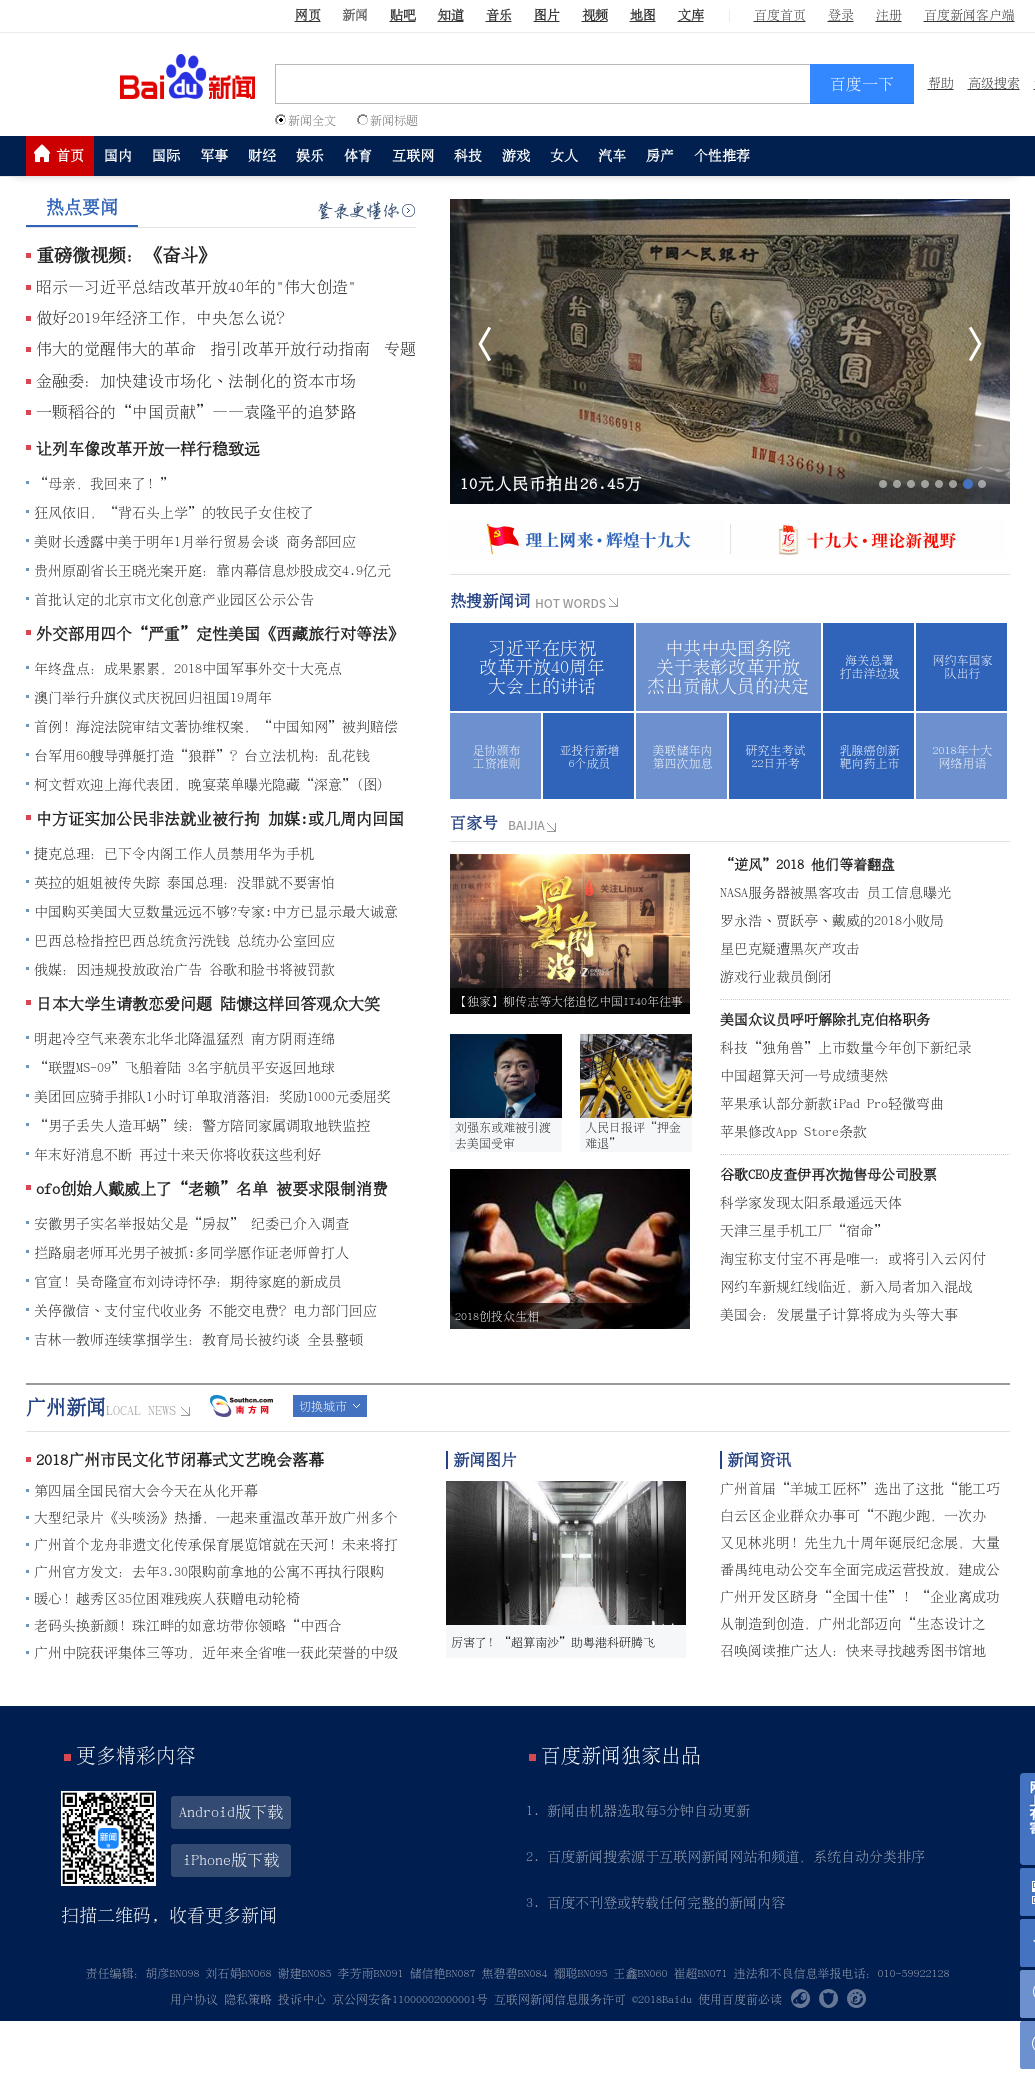 网页 新闻 贴吧 知道 音乐 图片 视频 地图 文库 百度首页 登录 注册 百度新闻客户端
Bai du 新闻
百度一下 帮助 高级搜索
新闻全文 新闻标题
首页 国内 国际 军事 财经 娱乐 体育 互联网 科技 游戏 女人 汽车 房产 个性推荐
热点要闻 登录更懂你
重磅微视频：《奋斗》
昭示—习近平总结改革开放40年的"伟大创造"
做好2019年经济工作，中央怎么说？
伟大的觉醒伟大的革命 指引改革开放行动指南 专题
金融委：加快建设市场化、法制化的资本市场
一颗稻谷的“中国贡献”——袁隆平的追梦路
让列车像改革开放一样行稳致远
“母亲，我回来了！”
狂风依旧，“背石头上学”的牧民子女住校了
美财长透露中美于明年1月举行贸易会谈 商务部回应
贵州原副省长王晓光案开庭：靠内幕信息炒股成交4.9亿元
首批认定的北京市文化创意产业园区公示公告
外交部用四个“严重”定性美国《西藏旅行对等法》
年终盘点：成果累累，2018中国军事外交十大亮点
澳门举行升旗仪式庆祝回归祖国19周年
首例！海淀法院审结文著协维权案，“中国知网”被判赔偿
台军用60艘导弹艇打造“狼群”？台立法机构：乱花钱
柯文哲欢迎上海代表团，晚宴菜单曝光隐藏“深意”(图)
中方证实加公民非法就业被行拘 加媒:或几周内回国
捷克总理：已下令内阁工作人员禁用华为手机
英拉的姐姐被传失踪 泰国总理：没罪就不要害怕
中国购买美国大豆数量远远不够?专家:中方已显示最大诚意
巴西总检指控巴西总统贪污洗钱 总统办公室回应
俄媒：因违规投放政治广告 谷歌和脸书将被罚款
日本大学生请教恋爱问题 陆慷这样回答观众大笑
明起冷空气来袭东北华北降温猛烈 南方阴雨连绵
“联盟MS-09”飞船着陆 3名宇航员平安返回地球
美团回应骑手排队1小时订单取消落泪：奖励1000元委屈奖
“男子丢失人造耳蜗”续：警方陪同家属调取地铁监控
年末好消息不断 再过十来天你将收获这些利好
ofo创始人戴威上了“老赖”名单 被要求限制消费
安徽男子实名举报姑父是“房叔” 纪委已介入调查
拦路扇老师耳光男子被抓:多同学愿作证老师曾打人
官宣！吴奇隆宣布刘诗诗怀孕：期待家庭的新成员
关停微信、支付宝代收业务 不能交电费？电力部门回应
吉林一教师连续掌掴学生：教育局长被约谈 全县整顿
中国人民银行
拾圆
10
10
ⅢM4366918
ⅢM4366918
10元人民币拍出26.45万
理上网来·辉煌十九大 十九大·理论新视野
热搜新闻词 HOT WORDS
习近平在庆祝
改革开放40周年
大会上的讲话
中共中央国务院
关于表彰改革开放
杰出贡献人员的决定
海关总署
打击洋垃圾
网约车国家
队出行
足协颁布
工资准则
亚投行新增
6个成员
美联储年内
第四次加息
研究生考试
22日开考
乳腺癌创新
靶向药上市
2018年十大
网络用语
百家号 BAIJIA
回望前沿
关注Linux
【独家】柳传志等大佬追忆中国IT40年往事
刘强东或难被引渡
去美国受审
人民日报评“押金
难退”
2018创投众生相
“逆风”2018 他们等着翻盘
NASA服务器被黑客攻击 员工信息曝光
罗永浩、贾跃亭、戴威的2018小败局
星巴克疑遭黑灰产攻击
游戏行业裁员倒闭
美国众议员呼吁解除扎克伯格职务
科技“独角兽”上市数量今年创下新纪录
中国超算天河一号成绩斐然
苹果承认部分新款iPad Pro轻微弯曲
苹果修改App Store条款
谷歌CEO皮查伊再次抛售母公司股票
科学家发现太阳系最遥远天体
天津三星手机工厂“宿命”
淘宝称支付宝不再是唯一：或将引入云闪付
网约车新规红线临近，新入局者加入混战
美国会：发展量子计算将成为头等大事
广州新闻 LOCAL NEWS Southcn.com 南方网 切换城市
2018广州市民文化节闭幕式文艺晚会落幕
第四届全国民宿大会今天在从化开幕
大型纪录片《头啖汤》热播，一起来重温改革开放广州多个
广州首个龙舟非遗文化传承保育展览馆就在天河！未来将打
广州官方发文：去年3.30限购前拿地的公寓不再执行限购
暖心！越秀区35位困难残疾人获赠电动轮椅
老码头换新颜！珠江畔的如意坊带你领略“中西合
广州中院获评集体三等功，近年来全省唯一获此荣誉的中级
新闻图片
厉害了！“超算南沙”助粤港科研腾飞
新闻资讯
广州首届“羊城工匠杯”选出了这批“能工巧
白云区企业群众办事可“不跑少跑，一次办
又见林兆明！先生九十周年诞辰纪念展，大量
番禺纯电动公交车全面完成运营投放，建成公
广州开发区跻身“全国十佳”！“企业离成功
从制造到创造，广州北部迈向“生态设计之
召唤阅读推广达人：快来寻找越秀图书馆地
更多精彩内容
新闻
Android版下载
iPhone版下载
扫描二维码，收看更多新闻
百度新闻独家出品
1. 新闻由机器选取每5分钟自动更新
2. 百度新闻搜索源于互联网新闻网站和频道，系统自动分类排序
3. 百度不刊登或转载任何完整的新闻内容
责任编辑：胡彦BN098 刘石娟BN068 谢建BN085 李芳雨BN091 储信艳BN087 焦碧碧BN084 禤聪BN095 王鑫BN060 崔超BN071 违法和不良信息举报电话：010-59922128
用户协议 隐私策略 投诉中心 京公网安备11000002000001号 互联网新闻信息服务许可 ©2018Baidu 使用百度前必读